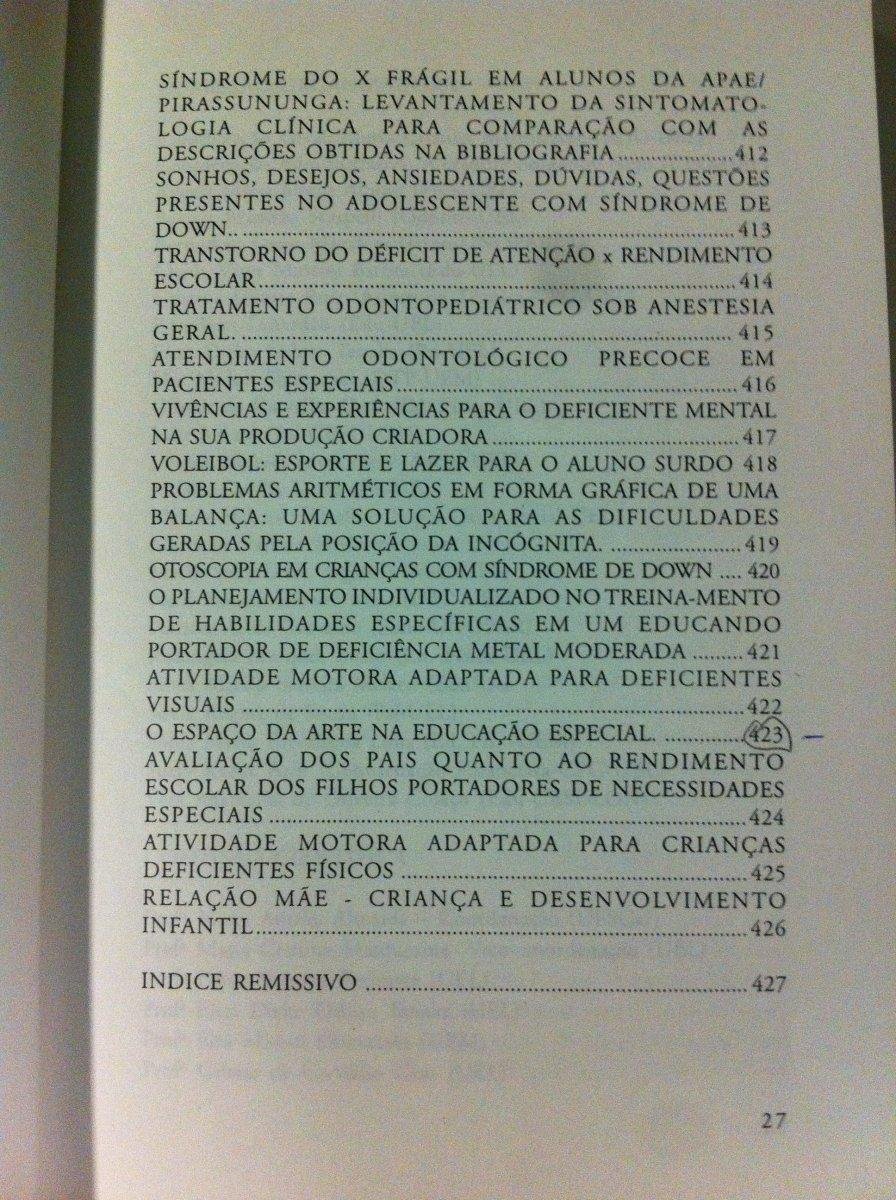 SÍNDROME DO X FRÁGIL EM ALUNOS DA APAE/
PIRASSUNUNGA: LEVANTAMENTO DA SINTOMATO-
LOGIA CLÍNICA PARA COMPARAÇÃO COM AS
DESCRIÇÕES OBTIDAS NA BIBLIOGRAFIA ..................... 412
SONHOS, DESEJOS, ANSIEDADES, DÚVIDAS, QUESTÕES
PRESENTES NO ADOLESCENTE COM SÍNDROME DE
DOWN.. ........................................................................ 413
TRANSTORNO DO DÉFICIT DE ATENÇÃO x RENDIMENTO
ESCOLAR ...................................................................... 414
TRATAMENTO ODONTOPEDIÁTRICO SOB ANESTESIA
GERAL. ........................................................................ 415
ATENDIMENTO ODONTOLÓGICO PRECOCE EM
PACIENTES ESPECIAIS .................................................. 416
VIVÊNCIAS E EXPERIÊNCIAS PARA O DEFICIENTE MENTAL
NA SUA PRODUÇÃO CRIADORA .................................... 417
VOLEIBOL: ESPORTE E LAZER PARA O ALUNO SURDO 418
PROBLEMAS ARITMÉTICOS EM FORMA GRÁFICA DE UMA
BALANÇA: UMA SOLUÇÃO PARA AS DIFICULDADES
GERADAS PELA POSIÇÃO DA INCÓGNITA. .................... 419
OTOSCOPIA EM CRIANÇAS COM SÍNDROME DE DOWN .... 420
O PLANEJAMENTO INDIVIDUALIZADO NO TREINA-MENTO
DE HABILIDADES ESPECÍFICAS EM UM EDUCANDO
PORTADOR DE DEFICIÊNCIA METAL MODERADA ......... 421
ATIVIDADE MOTORA ADAPTADA PARA DEFICIENTES
VISUAIS ........................................................................ 422
O ESPAÇO DA ARTE NA EDUCAÇÃO ESPECIAL. .............. 423
AVALIAÇÃO DOS PAIS QUANTO AO RENDIMENTO
ESCOLAR DOS FILHOS PORTADORES DE NECESSIDADES
ESPECIAIS ..................................................................... 424
ATIVIDADE MOTORA ADAPTADA PARA CRIANÇAS
DEFICIENTES FÍSICOS ................................................... 425
RELAÇÃO MÃE - CRIANÇA E DESENVOLVIMENTO
INFANTIL ...................................................................... 426
INDICE REMISSIVO ....................................................... 427
27